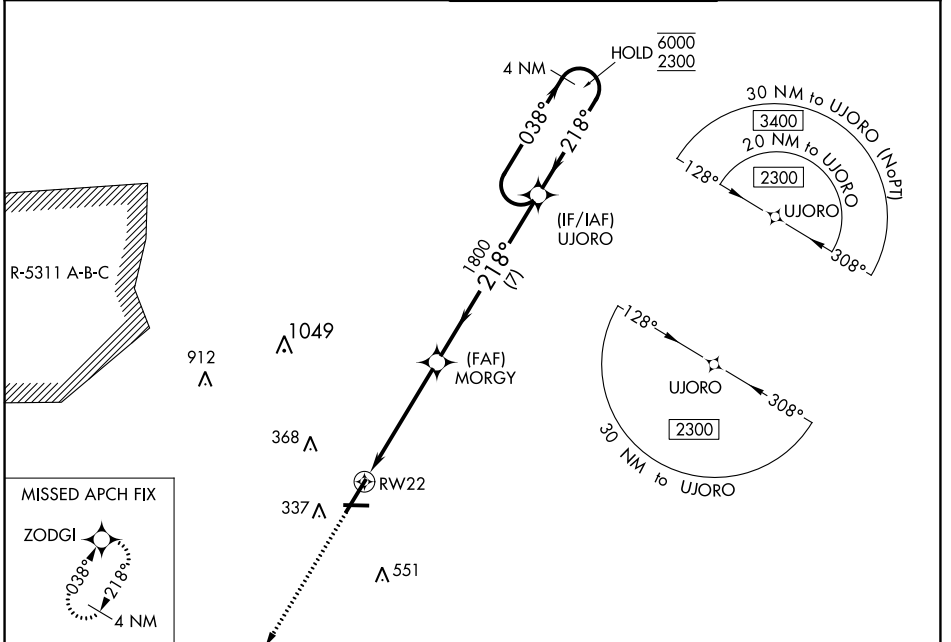 HOLD 6000
2300
4 NM
038°
218°
(IF/IAF)
UJORO
1800
218°
(7)
(FAF)
MORGY
RW22
R-5311 A-B-C
912
1049
368
337
551
30 NM to UJORO (NoPT)
3400
20 NM to UJORO
2300
128°
UJORO
308°
128°
UJORO
308°
2300
30 NM to UJORO
MISSED APCH FIX
ZODGI
038°
218°
4 NM